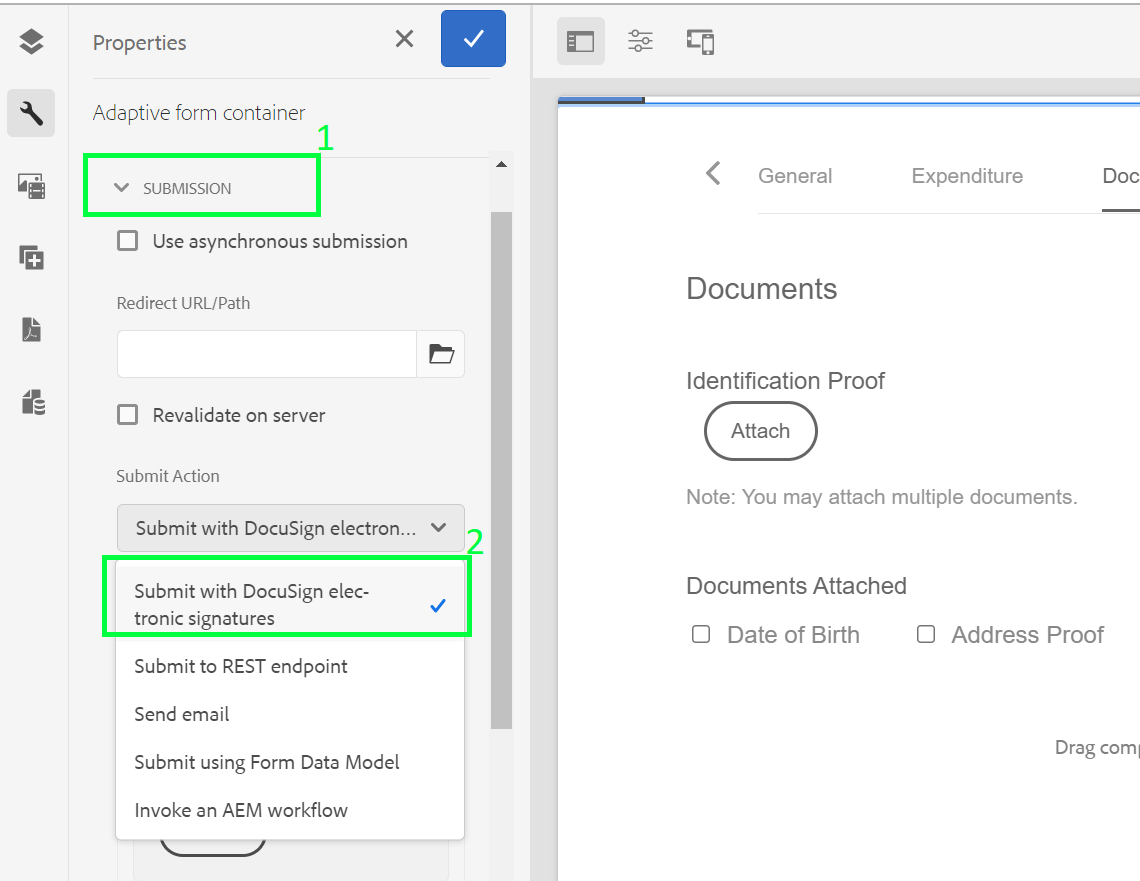 Properties
Adaptive form container
1
SUBMISSION
Use asynchronous submission
Redirect URL/Path
Revalidate on server
Submit Action
Submit with DocuSign electron...
2
Submit with DocuSign elec-
tronic signatures
Submit to REST endpoint
Send email
Submit using Form Data Model
Invoke an AEM workflow
General Expenditure Doc
Documents
Identification Proof
Attach
Note: You may attach multiple documents.
Documents Attached
Date of Birth Address Proof
Drag comp